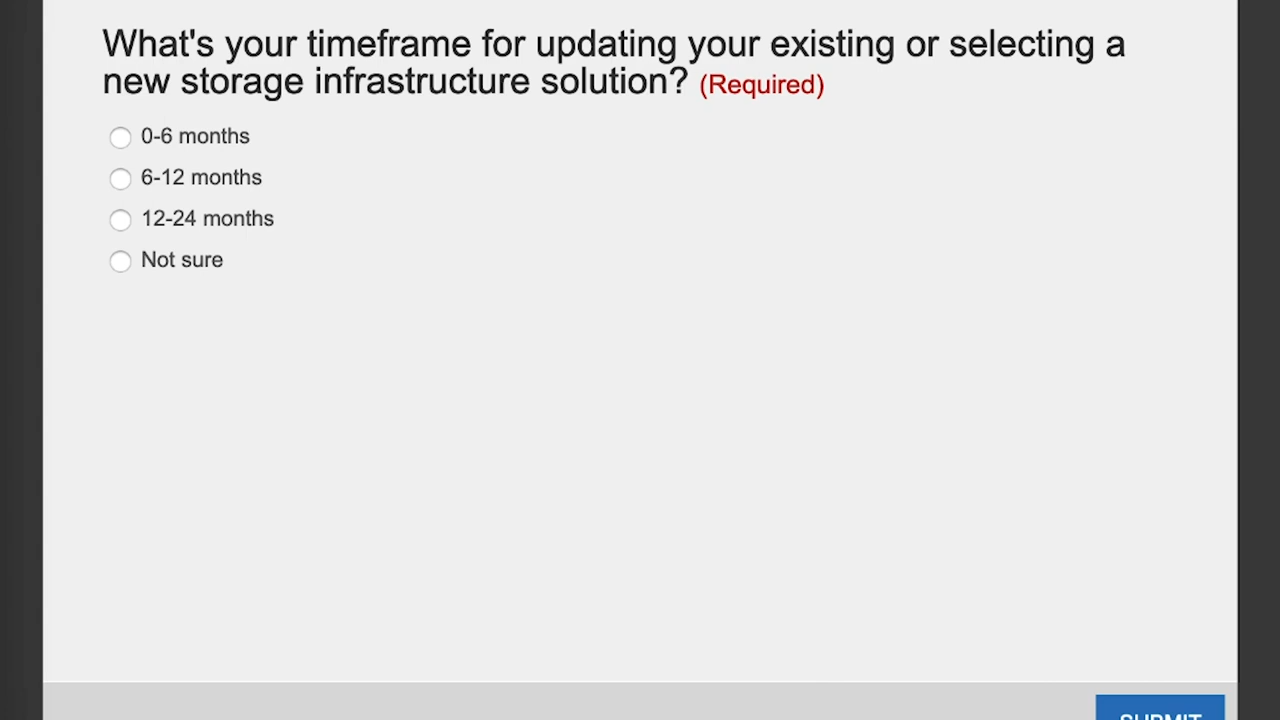 What's your timeframe for updating your existing or selecting a
new storage infrastructure solution? (Required)
0-6 months
6-12 months
12-24 months
Not sure
SUBMIT